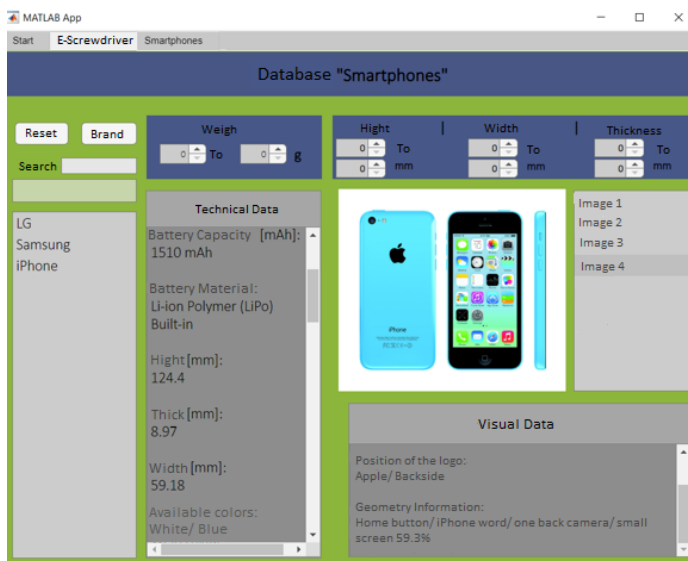 MATLAB App
Start E-Screwdriver Smartphones
Database "Smartphones"
Reset Brand
Search
LG
Samsung
iPhone
Weigh
0 To 0 g
Hight | Width | Thickness
0 To 0 To 0 To
0 mm 0 mm 0 mm
Technical Data
Battery Capacity [mAh]:
1510 mAh
Battery Material:
Li-ion Polymer (LiPo)
Built-in
Hight[mm]:
124.4
Thick[mm]:
8.97
Width[mm]:
59.18
Available colors:
White/ Blue
iPhone
Image 1
Image 2
Image 3
Image 4
Visual Data
Position of the logo:
Apple/ Backside
Geometry Information:
Home button/ iPhone word/ one back camera/ small
screen 59.3%